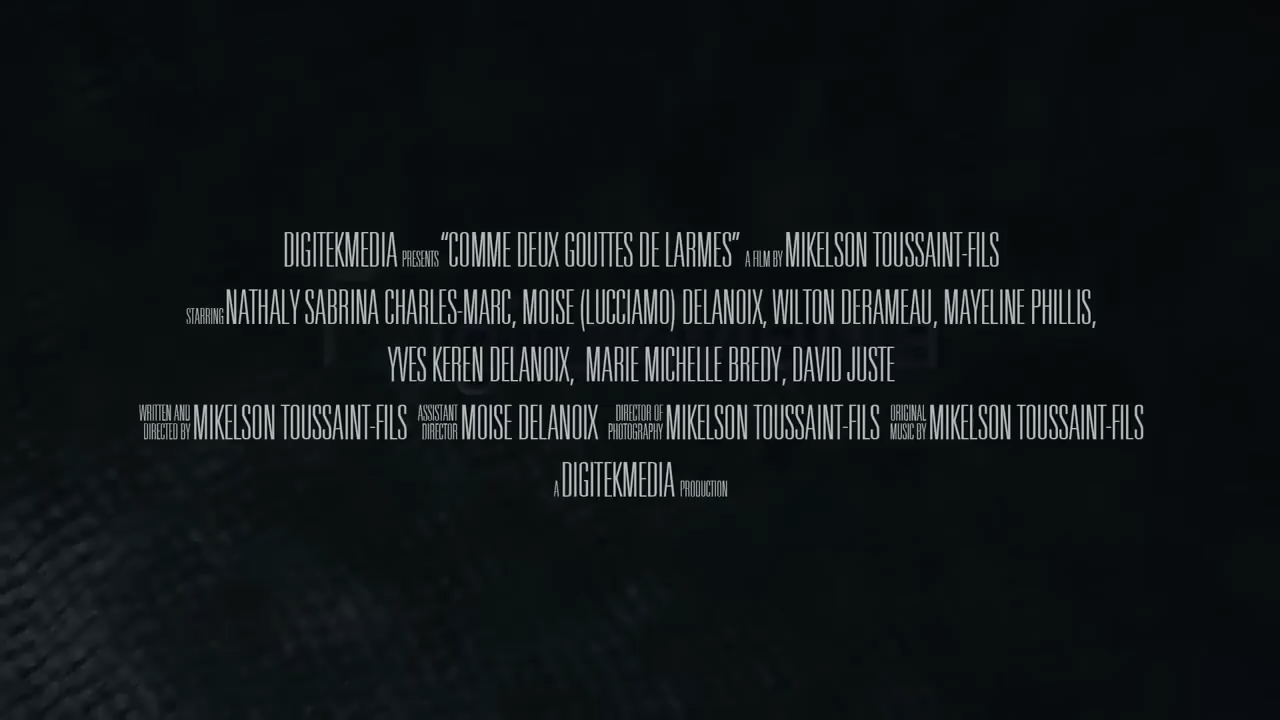 DIGITEKMEDIA PRESENTS “COMME DEUX GOUTTES DE LARMES” A FILM BY MIKELSON TOUSSAINT-FILS
STARRING NATHALY SABRINA CHARLES-MARC, MOISE (LUCCIAMO) DELANOIX, WILTON DERAMEAU, MAYELINE PHILLIS,
YVES KEREN DELANOIX, MARIE MICHELLE BREDY, DAVID JUSTE
WRITTEN AND DIRECTED BY MIKELSON TOUSSAINT-FILS ASSISTANT DIRECTOR MOISE DELANOIX DIRECTOR OF PHOTOGRAPHY MIKELSON TOUSSAINT-FILS ORIGINAL MUSIC BY MIKELSON TOUSSAINT-FILS
A DIGITEKMEDIA PRODUCTION